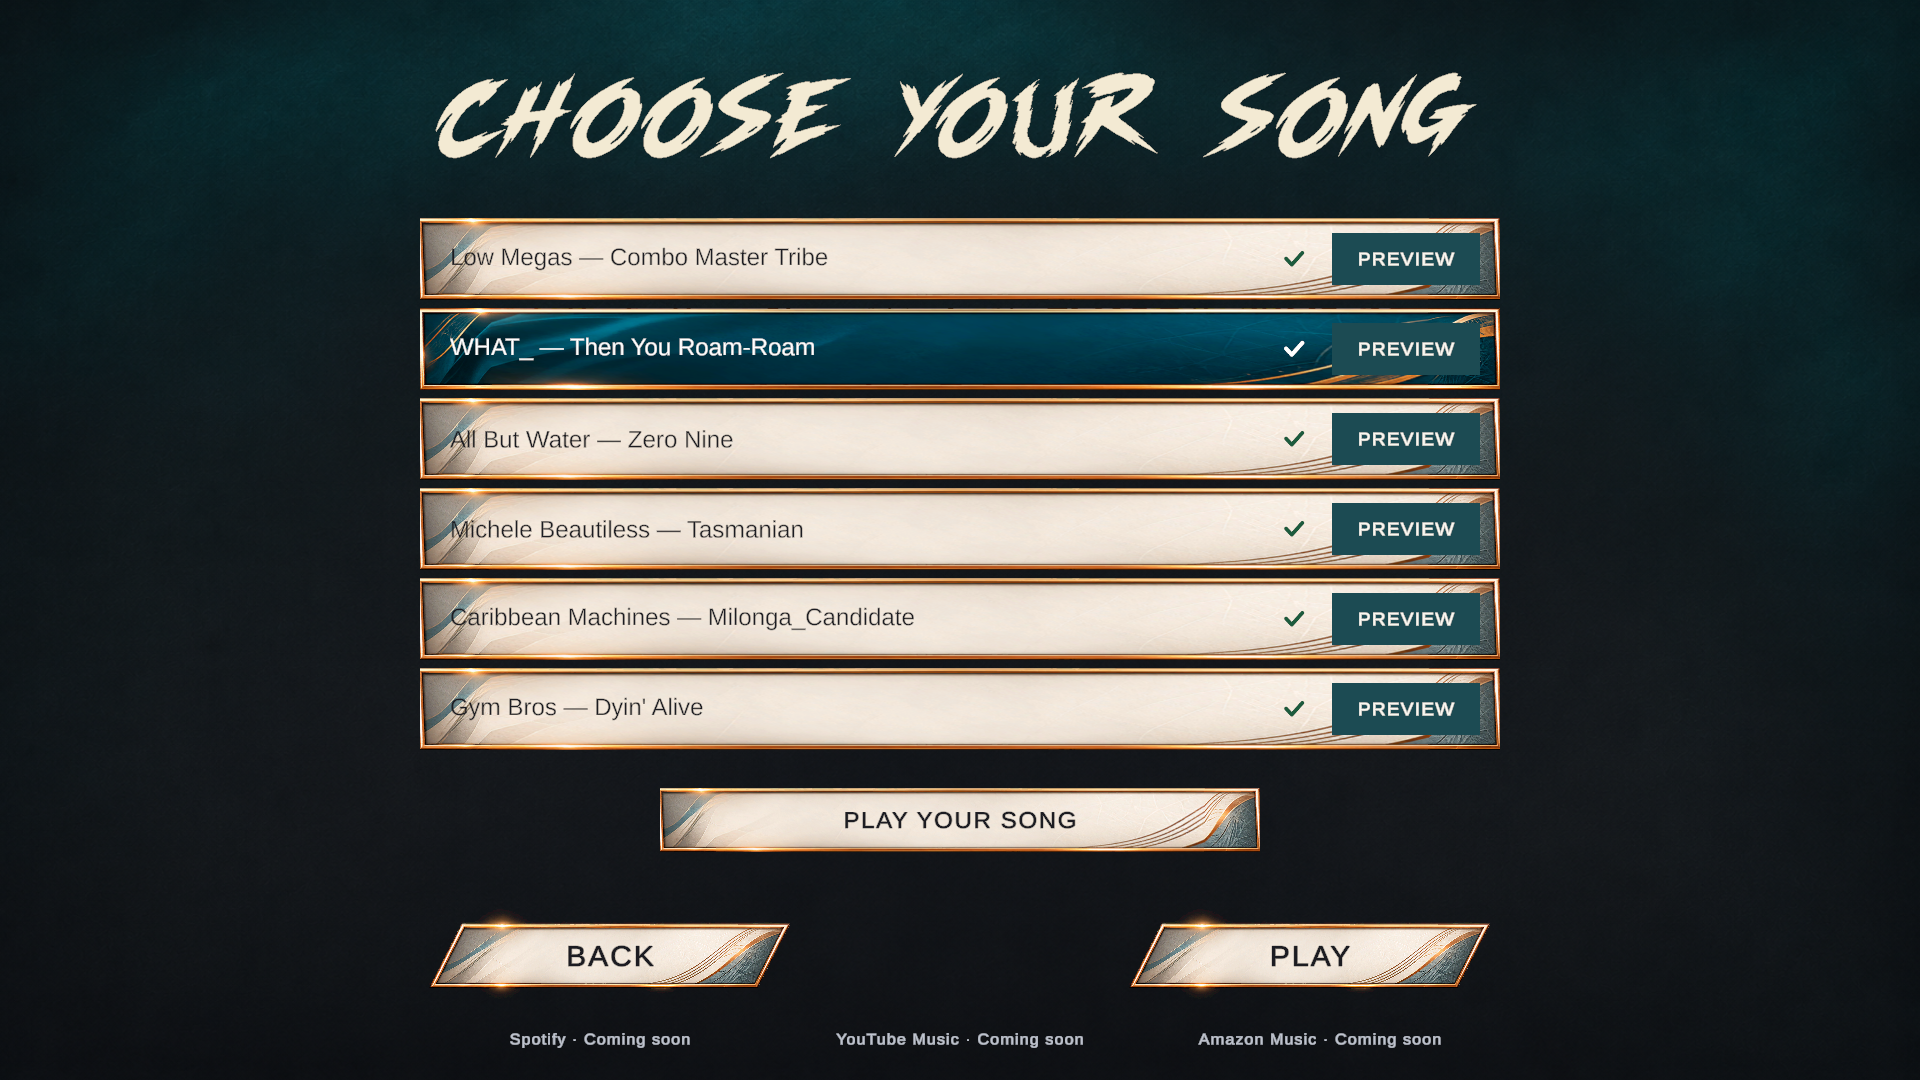 CHOOSE YOUR SONG
Low Megas — Combo Master Tribe
PREVIEW
WHAT_ — Then You Roam-Roam
PREVIEW
All But Water — Zero Nine
PREVIEW
Michele Beautiless — Tasmanian
PREVIEW
Caribbean Machines — Milonga_Candidate
PREVIEW
Gym Bros — Dyin' Alive
PREVIEW
PLAY YOUR SONG
BACK
PLAY
Spotify · Coming soon
YouTube Music · Coming soon
Amazon Music · Coming soon